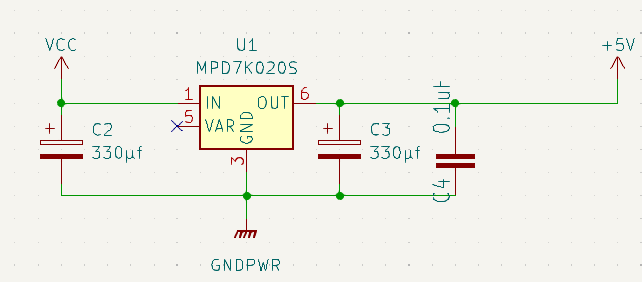 VCC
U1
+5V
MPD7K020S
1
IN
OUT
6
5
VAR
GND
3
+
C2
330µf
+
C3
330µf
0.1uf
C4
GNDPWR